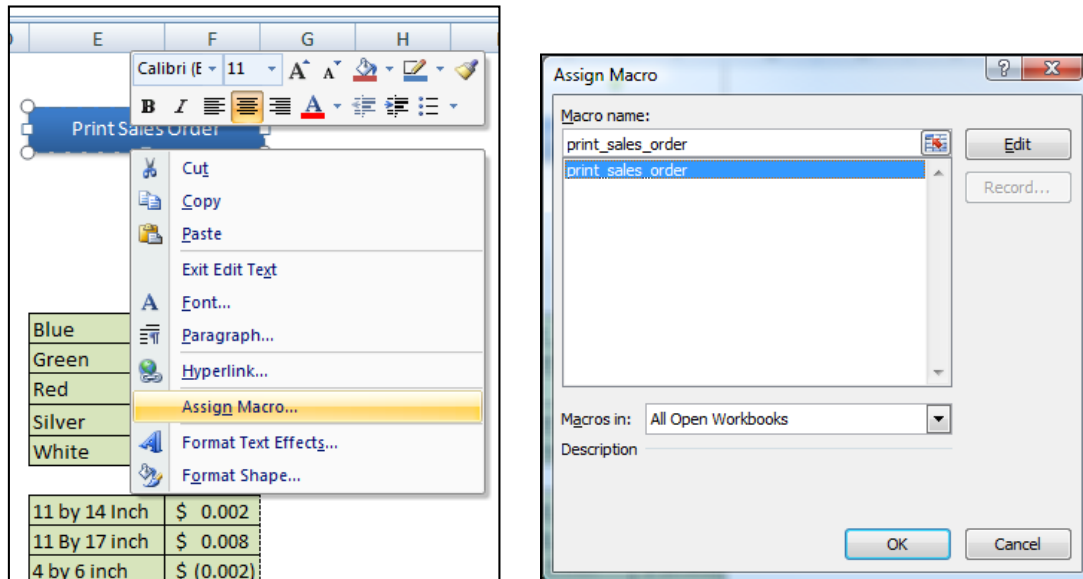 E F G H
Calibri (E 11 A A
B I A
Print Sales Order
Cut
Copy
Paste
Exit Edit Text
A Font...
Paragraph...
Hyperlink...
Assign Macro...
Format Text Effects...
Format Shape...
Blue
Green
Red
Silver
White
11 by 14 Inch $ 0.002
11 By 17 inch $ 0.008
4 by 6 inch $ (0.002)
Assign Macro
?
X
Macro name:
print_sales_order
Edit
print_sales_order
Record...
Macros in: All Open Workbooks
Description
OK Cancel